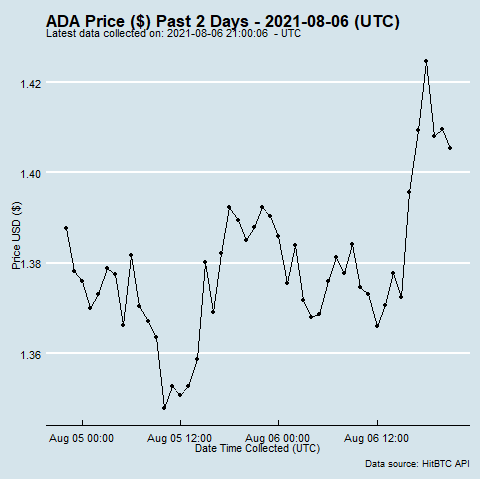 ADA Price ($) Past 2 Days - 2021-08-06 (UTC)
Latest data collected on: 2021-08-06 21:00:06  - UTC
1.42
1.40
1.38
1.36
Price USD ($)
Aug 05 00:00
Aug 05 12:00
Aug 06 00:00
Aug 06 12:00
Date Time Collected (UTC)
Data source: HitBTC API